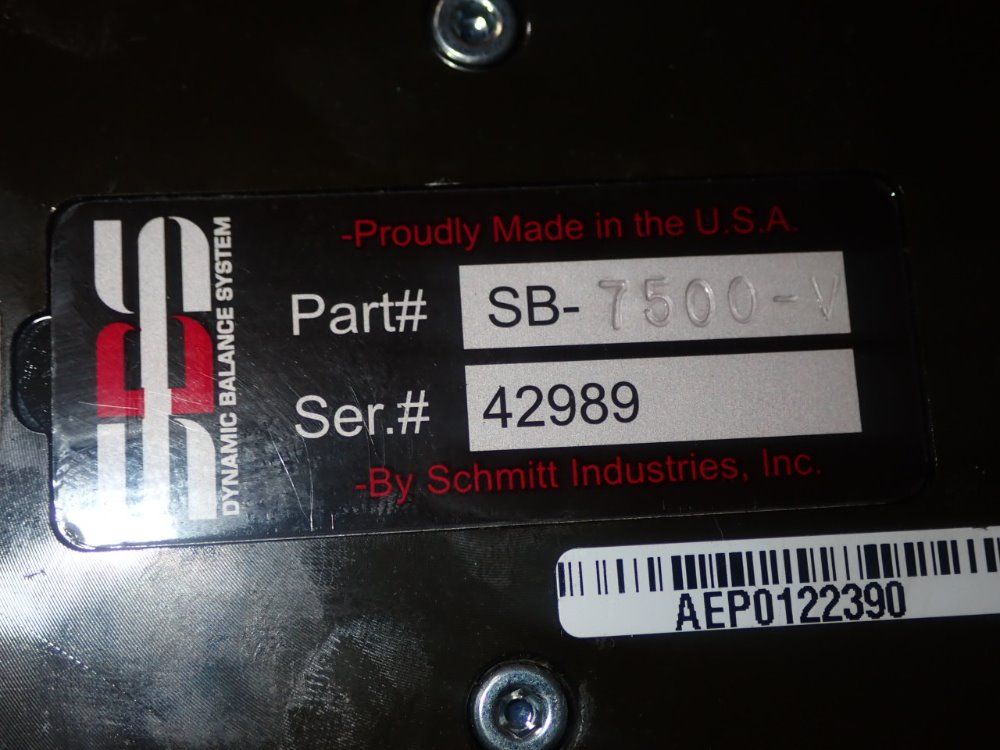 DYNAMIC BALANCE SYSTEM
-Proudly Made in the U.S.A.
Part# SB-7500-V
Ser.# 42989
-By Schmitt Industries, Inc.
AEP0122390